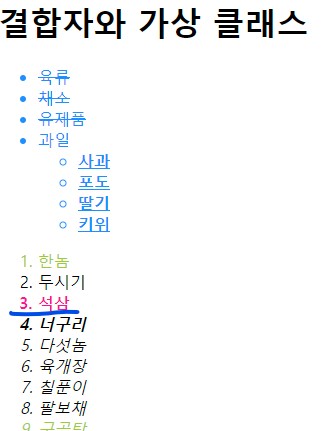 결합자와 가상 클래스
육류
채소
유제품
과일
사과
포도
딸기
키위
1. 한놈
2. 두시기
3. 석삼
4. 너구리
5. 다섯놈
6. 육개장
7. 칠푼이
8. 팔보채
9. 구공탄